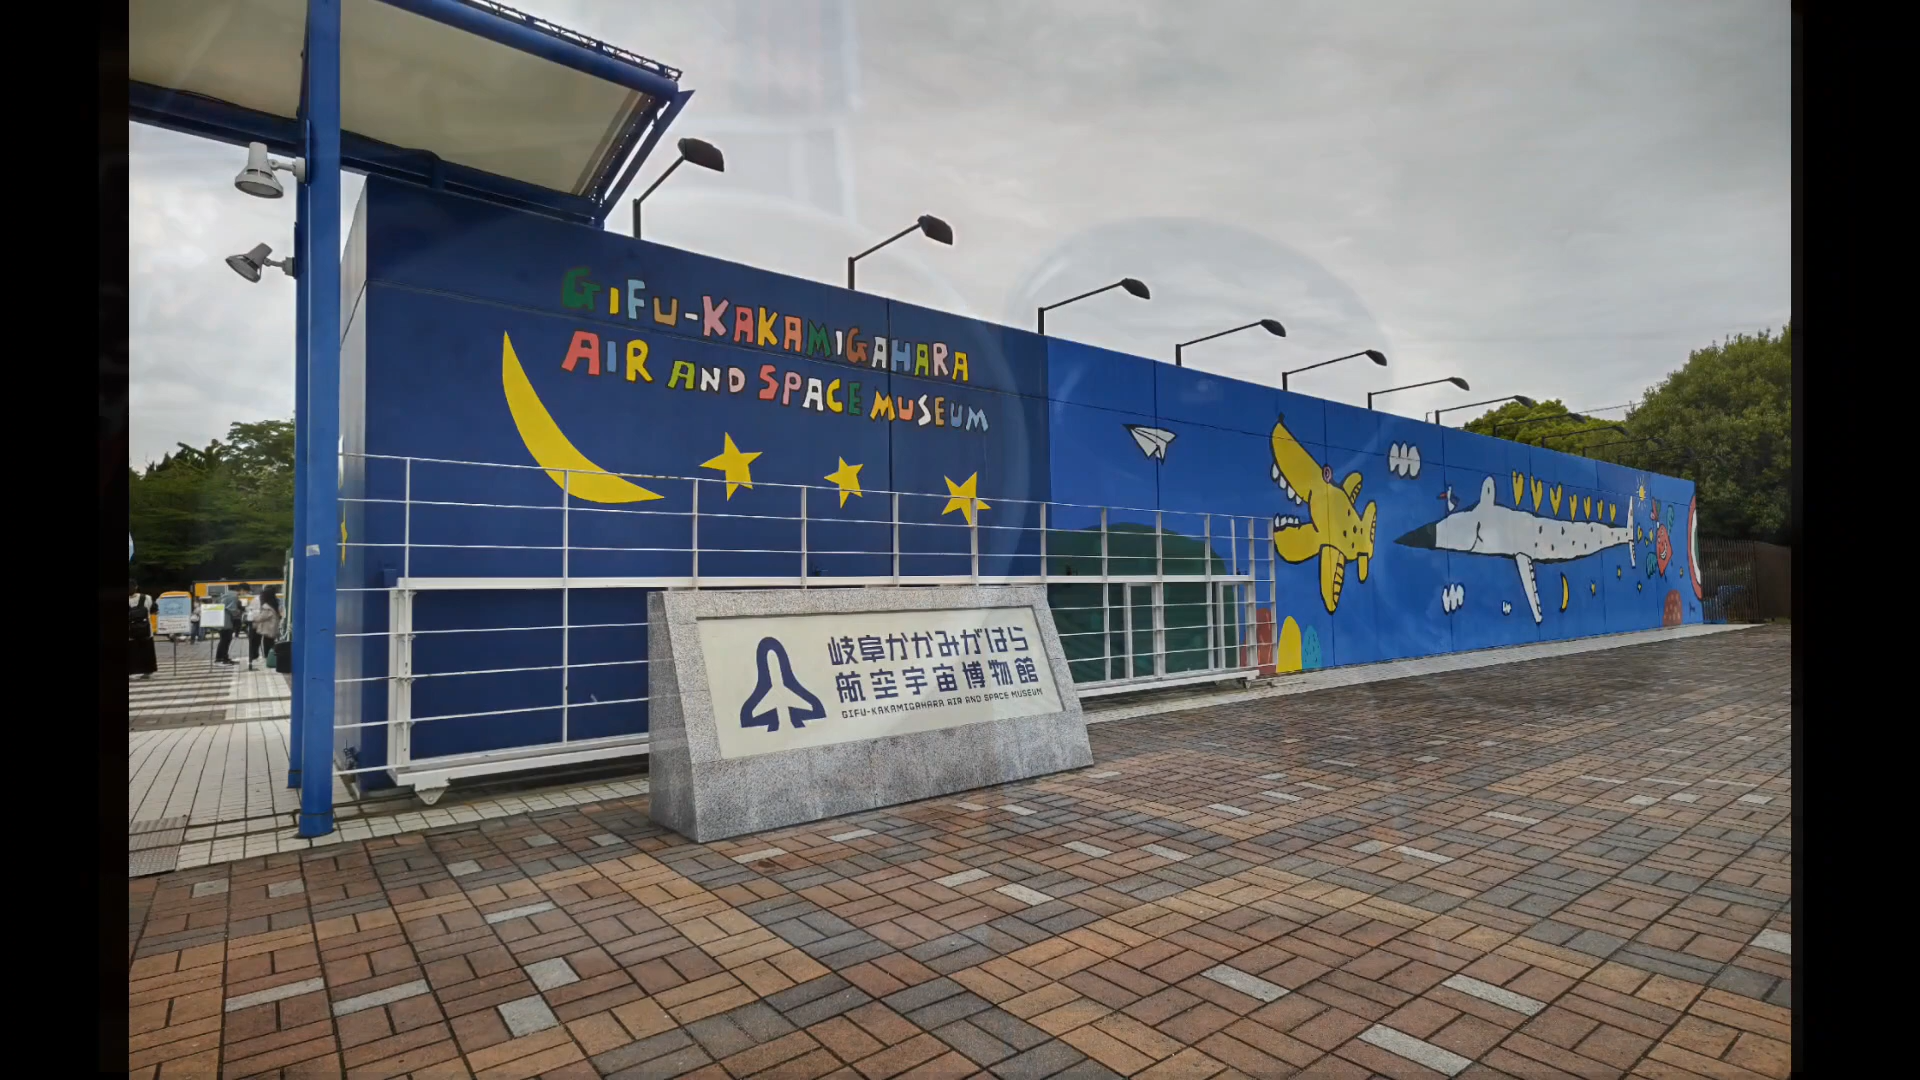 GIFU-KAKAMIGAHARA
AIR AND SPACE MUSEUM
岐阜かかみがはら
航空宇宙博物館
GIFU-KAKAMIGAHARA AIR AND SPACE MUSEUM